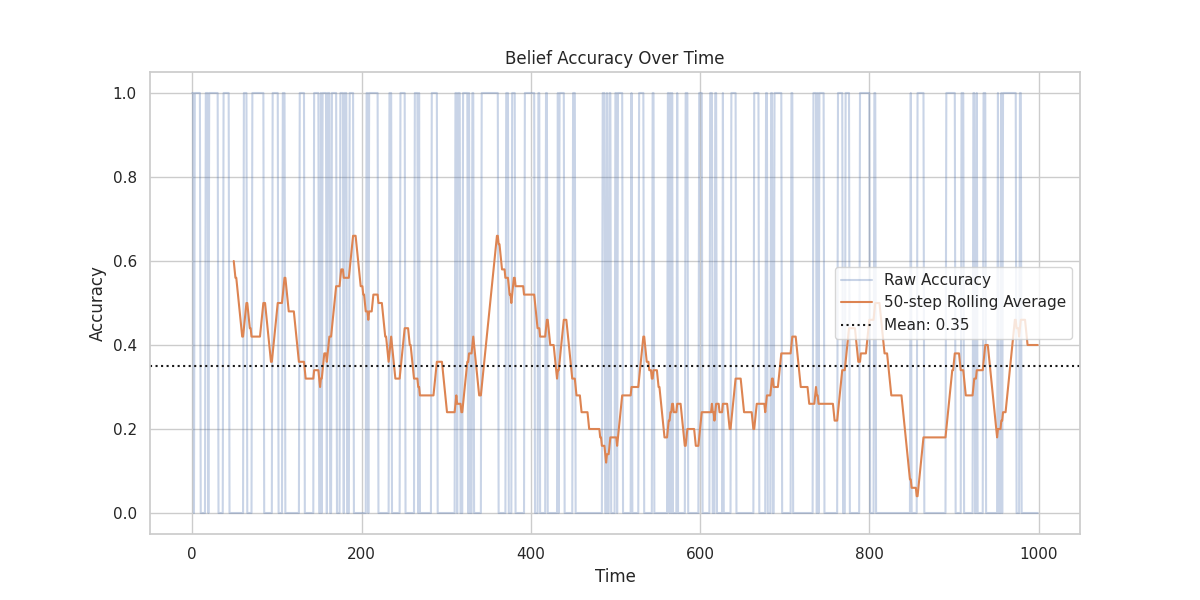 Belief Accuracy Over Time
Accuracy
1.0
0.8
0.6
0.4
0.2
0.0
Raw Accuracy
50-step Rolling Average
Mean: 0.35
0
200
400
600
800
1000
Time